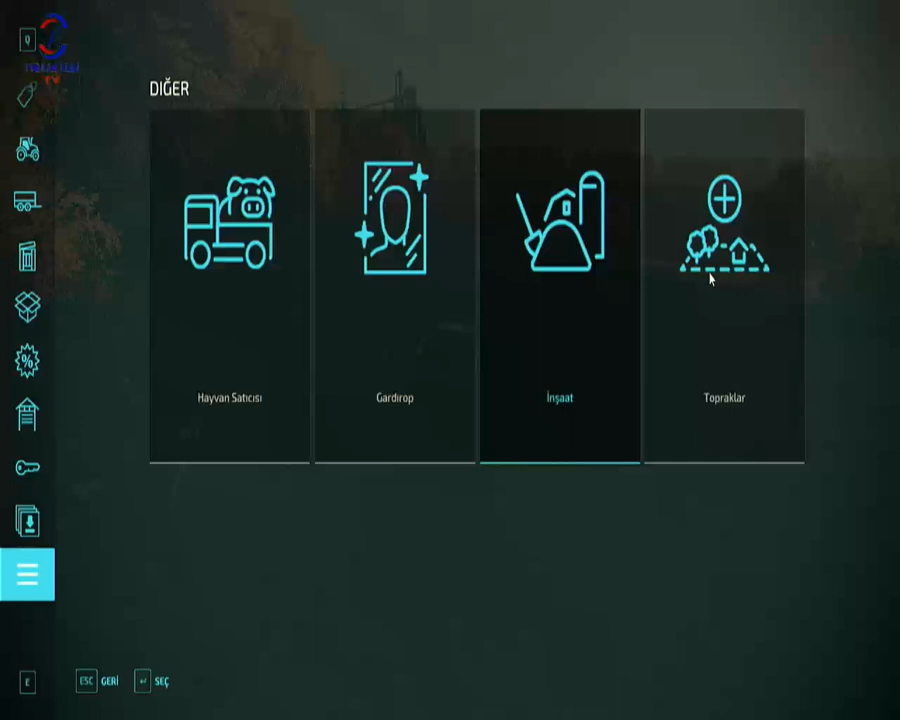 Q
DIĞER
Hayvan Satıcısı
Gardırop
İnşaat
Topraklar
E
ESC GERİ
SEÇ